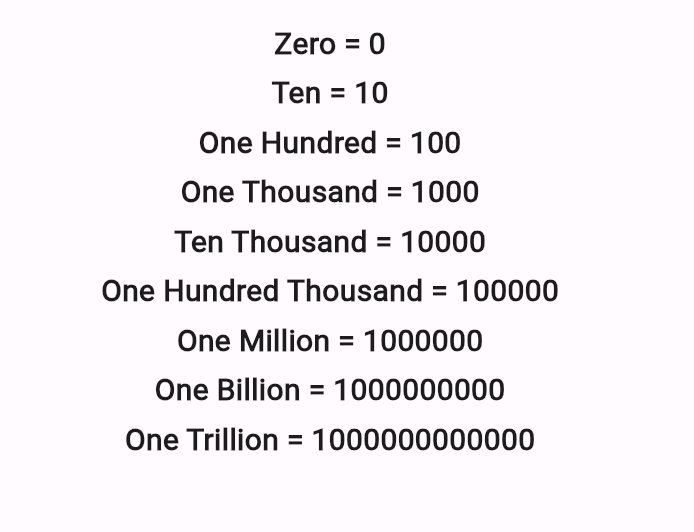 Zero = 0
Ten = 10
One Hundred = 100
One Thousand = 1000
Ten Thousand = 10000
One Hundred Thousand = 100000
One Million = 1000000
One Billion = 1000000000
One Trillion = 1000000000000